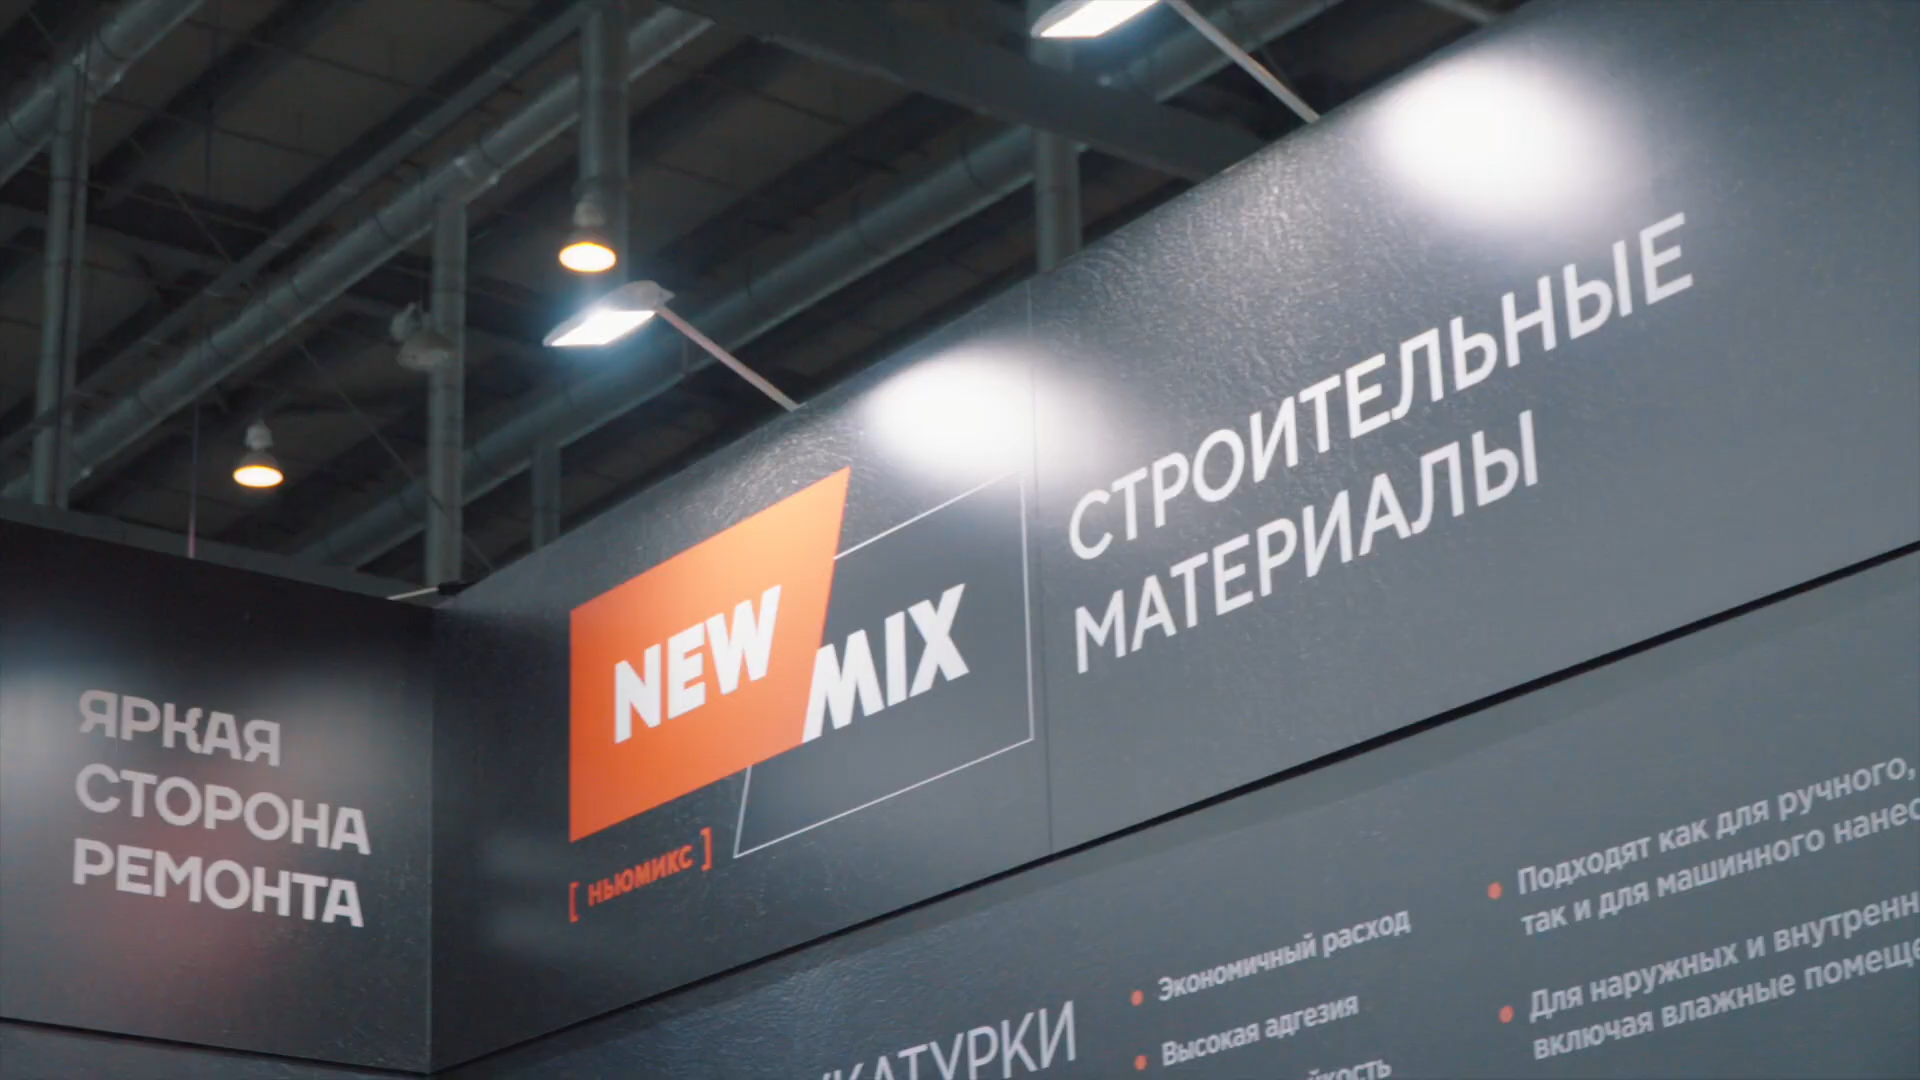 ЯРКАЯ
СТОРОНА
РЕМОНТА
NEW
MIX
[ НЬЮМИКС ]
СТРОИТЕЛЬНЫЕ
МАТЕРИАЛЫ
Экономичный расход
Высокая адгезия
Подходят как для ручного,
так и для машинного
Для наружных и
включая влажные